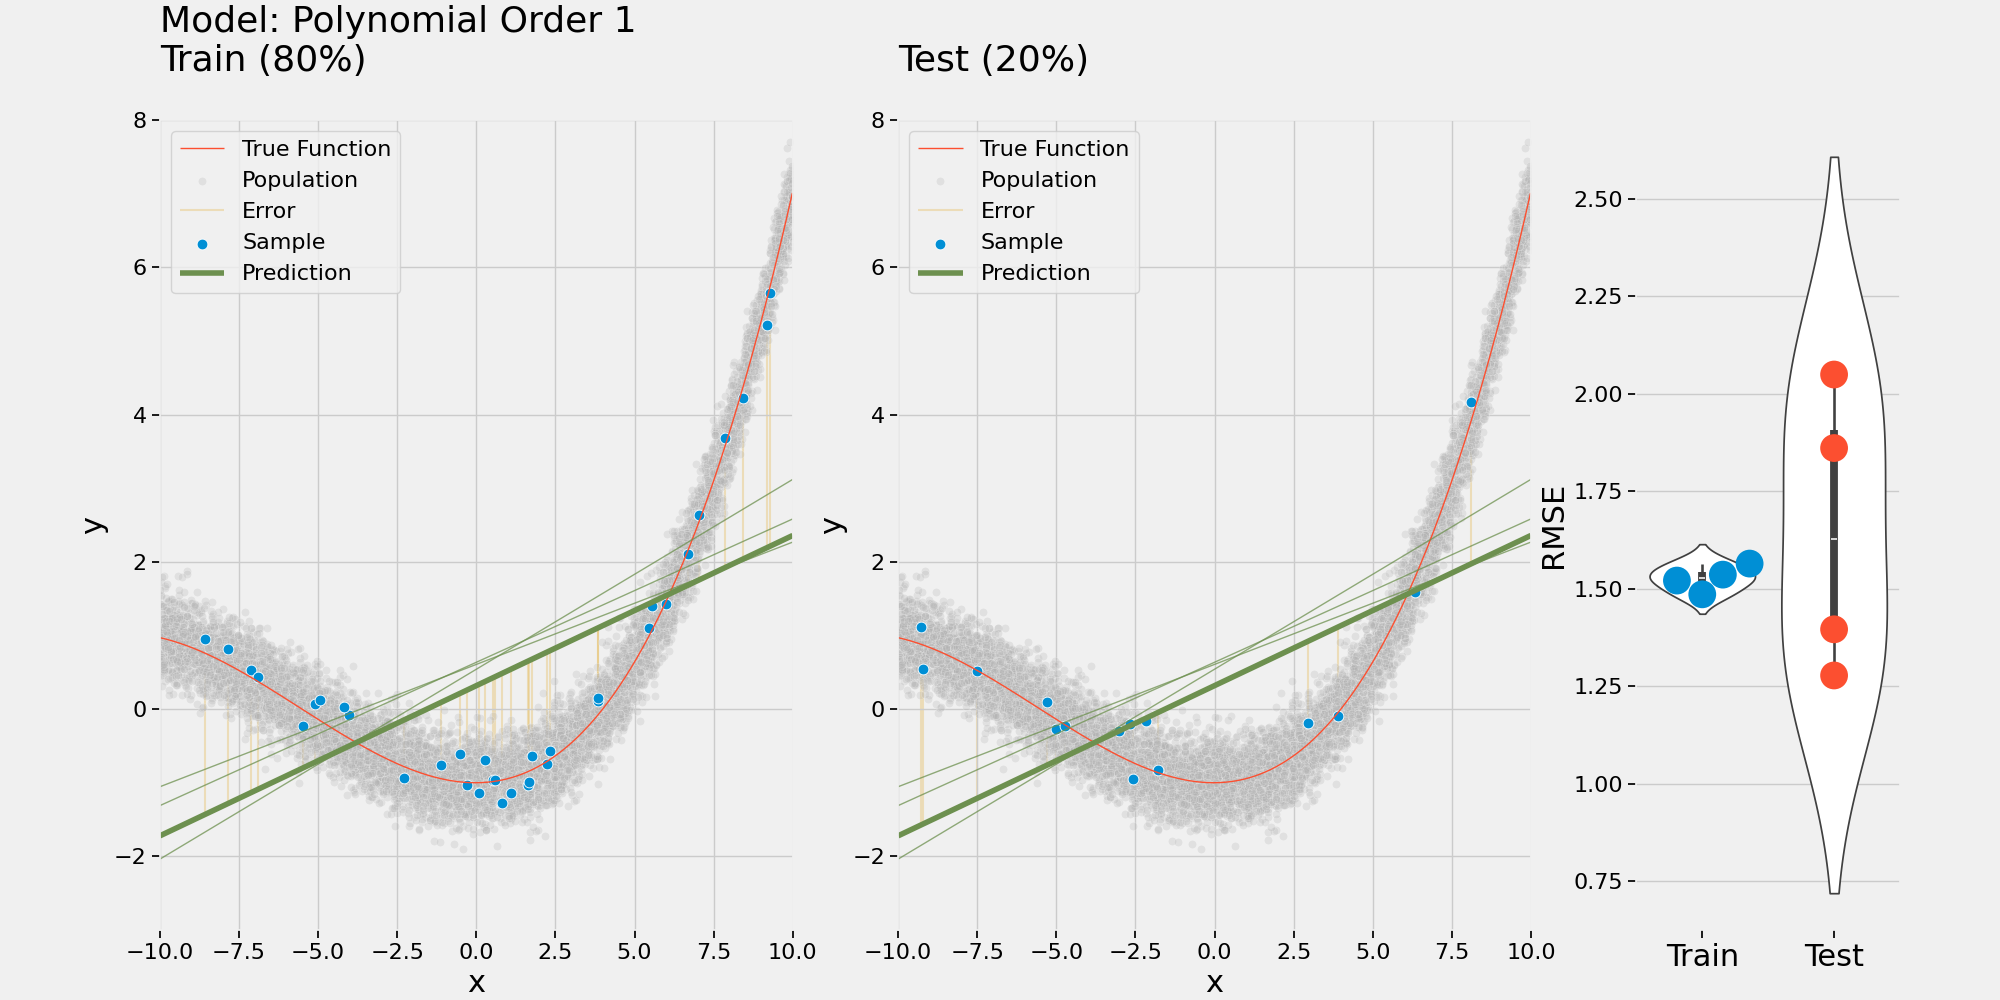 Model: Polynomial Order 1
Train (80%)
8
6
4
2
0
−2
y
True Function
Population
Error
Sample
Prediction
−10.0 −7.5 −5.0 −2.5 0.0 2.5 5.0 7.5 10.0
x
Test (20%)
8
6
4
2
0
−2
y
True Function
Population
Error
Sample
Prediction
−10.0 −7.5 −5.0 −2.5 0.0 2.5 5.0 7.5 10.0
x
RMSE
2.50
2.25
2.00
1.75
1.50
1.25
1.00
0.75
Train Test